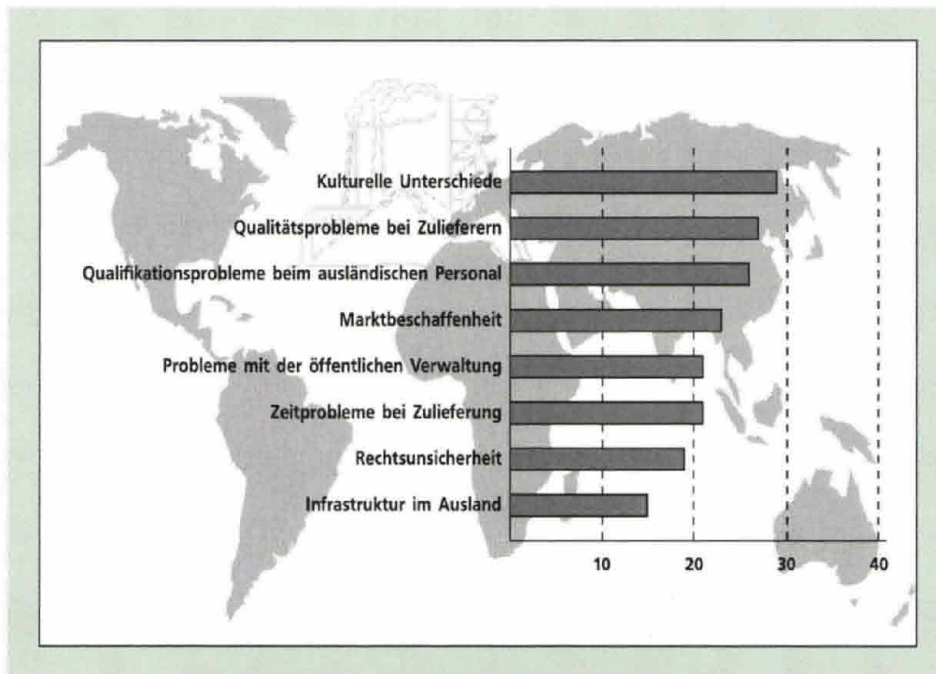 Kulturelle Unterschiede
Qualitätsprobleme bei Zulieferern
Qualifikationsprobleme beim ausländischen Personal
Marktbeschaffenheit
Probleme mit der öffentlichen Verwaltung
Zeitprobleme bei Zulieferung
Rechtsunsicherheit
Infrastruktur im Ausland
10 20 30 40